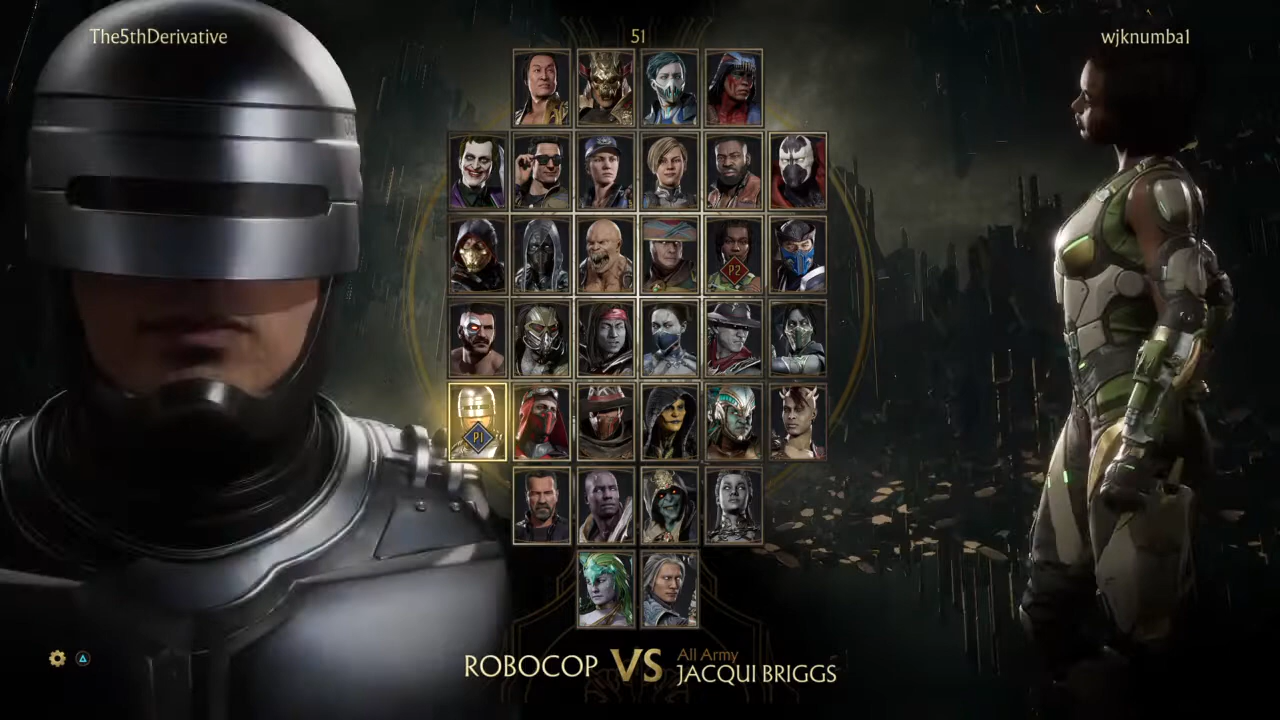 The5thDerivative
51
wjknumba1
P2
P1
ROBOCOP VS All Army JACQUI BRIGGS